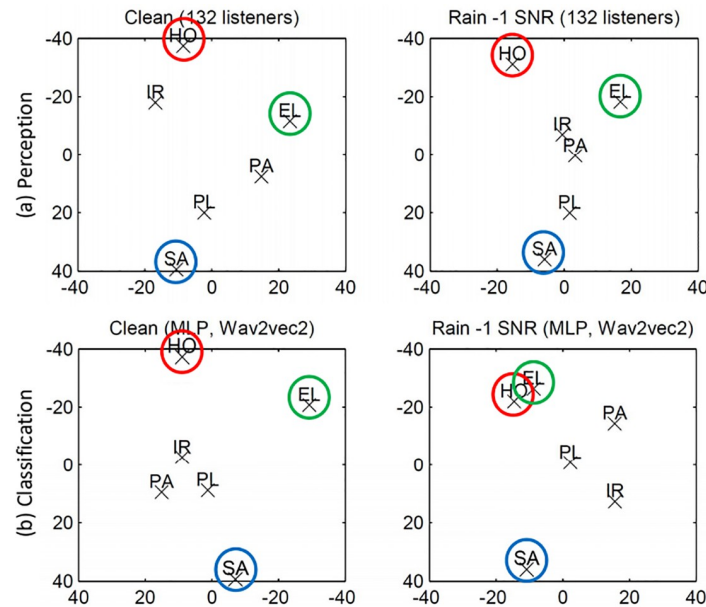 (a) Perception
Clean (132 listeners)
-40
-20
0
20
40
HO
IR
EL
PA
PL
SA
-40 -20 0 20 40
Rain -1 SNR (132 listeners)
-40
-20
0
20
40
HO
EL
IR
PA
PL
SA
-40 -20 0 20 40
(b) Classification
Clean (MLP, Wav2vec2)
-40
-20
0
20
40
HO
EL
IR
PA PL
SA
40 20 0 -20 -40
Rain -1 SNR (MLP, Wav2vec2)
-40
-20
0
20
40
EL
HO
PA
PL
IR
SA
-40 -20 0 20 40